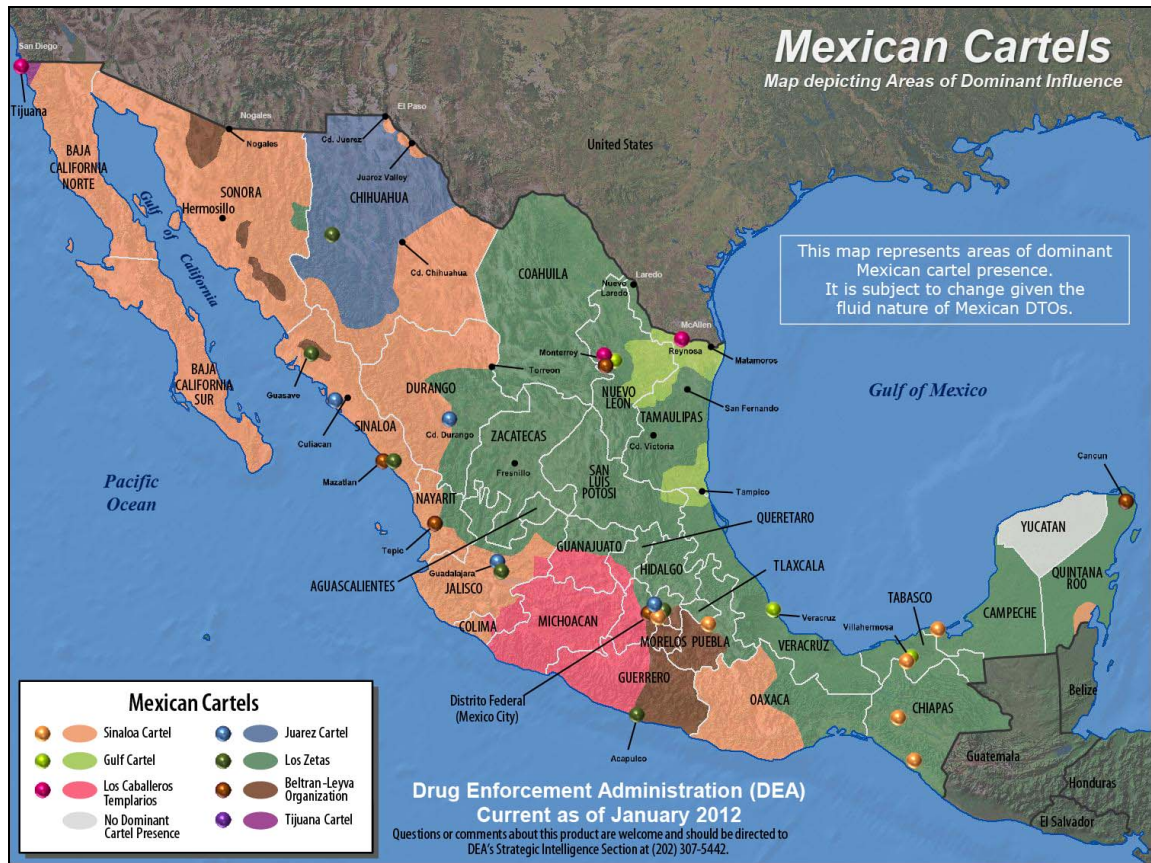 Mexican Cartels
Map depicting Areas of Dominant Influence
San Diego
Tijuana
BAJA
CALIFORNIA
NORTE
Nogales
Nogales
SONORA
Hermosillo
Gulf of California
El Paso
Cd. Juarez
Juarez Valley
CHIHUAHUA
Cd. Chihuahua
United States
This map represents areas of dominant
Mexican cartel presence.
It is subject to change given the
fluid nature of Mexican DTOs.
COAHUILA
Laredo
Nuevo
Laredo
McAllen
Reynosa
Matamoros
Monterrey
NUEVO
LEON
San Fernando
TAMAULIPAS
Cd. Victoria
Tampico
Gulf of Mexico
BAJA
CALIFORNIA
SUR
Guasave
Culiacan
SINALOA
Mazatlan
DURANGO
Torreon
Cd. Durango
ZACATECAS
Fresnillo
SAN
LUIS
POTOSI
Pacific
Ocean
NAYARIT
Tepic
AGUASCALIENTES
Guadalajara
JALISCO
COLIMA
GUANAJUATO
QUERETARO
HIDALGO
TLAXCALA
MICHOACAN
MORELOS
PUEBLA
GUERRERO
Distrito Federal
(Mexico City)
Acapulco
OAXACA
Veracruz
VERACRUZ
TABASCO
Villahermosa
CHIAPAS
Cancun
YUCATAN
QUINTANA
ROO
CAMPECHE
Belize
Guatemala
Honduras
El Salvador
Mexican Cartels
Sinaloa Cartel
Juarez Cartel
Gulf Cartel
Los Zetas
Los Caballeros
Templarios
Beltran-Leyva
Organization
No Dominant
Cartel Presence
Tijuana Cartel
Drug Enforcement Administration (DEA)
Current as of January 2012
Questions or comments about this product are welcome and should be directed to
DEA's Strategic Intelligence Section at (202) 307-5442.